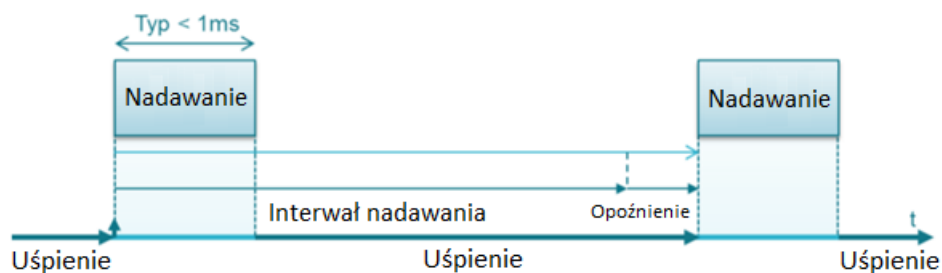 Typ < 1ms
Nadawanie
Nadawanie
Interwał nadawania
Opoźnienie
t
Uśpienie
Uśpienie
Uśpienie